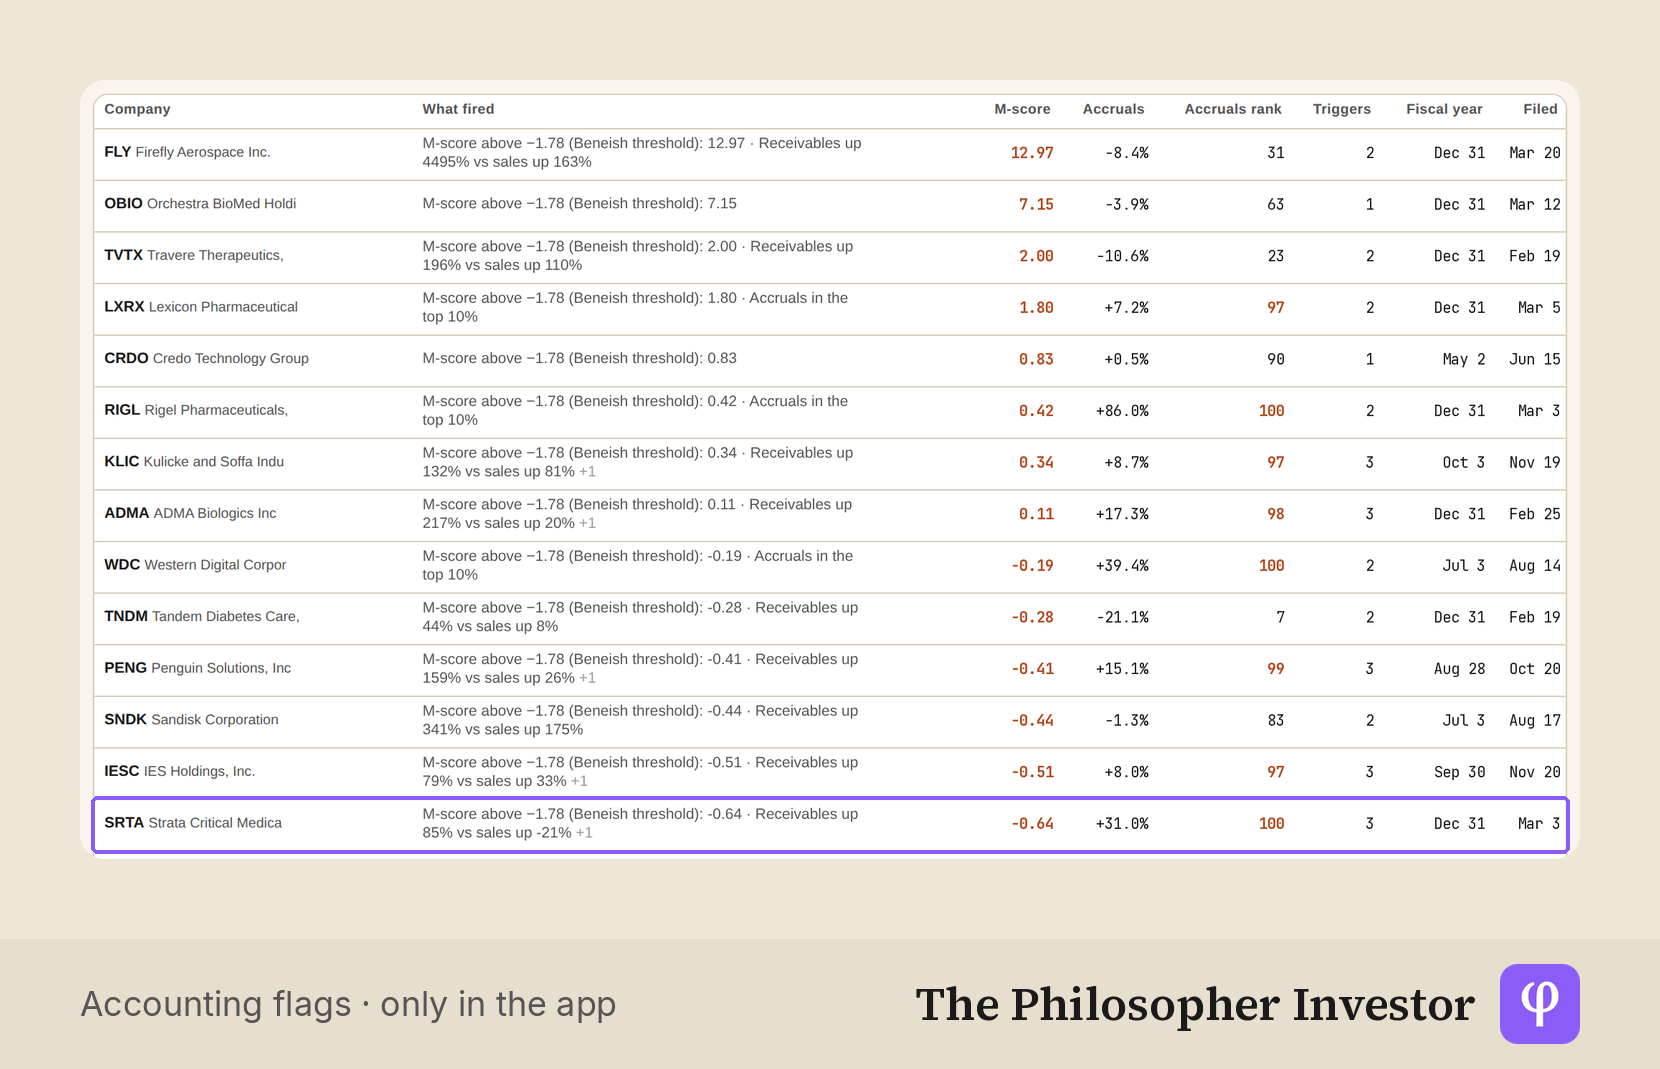 Company What fired M-score Accruals Accruals rank Triggers Fiscal year Filed
FLY Firefly Aerospace Inc. M-score above −1.78 (Beneish threshold): 12.97 · Receivables up
4495% vs sales up 163% 12.97 -8.4% 31 2 Dec 31 Mar 20
OBIO Orchestra BioMed Holdi M-score above −1.78 (Beneish threshold): 7.15 7.15 -3.9% 63 1 Dec 31 Mar 12
TVTX Travere Therapeutics, M-score above −1.78 (Beneish threshold): 2.00 · Receivables up
196% vs sales up 110% 2.00 -10.6% 23 2 Dec 31 Feb 19
LXRX Lexicon Pharmaceutical M-score above −1.78 (Beneish threshold): 1.80 · Accruals in the
top 10% 1.80 +7.2% 97 2 Dec 31 Mar 5
CRDO Credo Technology Group M-score above −1.78 (Beneish threshold): 0.83 0.83 +0.5% 90 1 May 2 Jun 15
RIGL Rigel Pharmaceuticals, M-score above −1.78 (Beneish threshold): 0.42 · Accruals in the
top 10% 0.42 +86.0% 100 2 Dec 31 Mar 3
KLIC Kulicke and Soffa Indu M-score above −1.78 (Beneish threshold): 0.34 · Receivables up
132% vs sales up 81% +1 0.34 +8.7% 97 3 Oct 3 Nov 19
ADMA ADMA Biologics Inc M-score above −1.78 (Beneish threshold): 0.11 · Receivables up
217% vs sales up 20% +1 0.11 +17.3% 98 3 Dec 31 Feb 25
WDC Western Digital Corpor M-score above −1.78 (Beneish threshold): -0.19 · Accruals in the
top 10% -0.19 +39.4% 100 2 Jul 3 Aug 14
TNDM Tandem Diabetes Care, M-score above −1.78 (Beneish threshold): -0.28 · Receivables up
44% vs sales up 8% -0.28 -21.1% 7 2 Dec 31 Feb 19
PENG Penguin Solutions, Inc M-score above −1.78 (Beneish threshold): -0.41 · Receivables up
159% vs sales up 26% +1 -0.41 +15.1% 99 3 Aug 28 Oct 20
SNDK Sandisk Corporation M-score above −1.78 (Beneish threshold): -0.44 · Receivables up
341% vs sales up 175% -0.44 -1.3% 83 2 Jul 3 Aug 17
IESC IES Holdings, Inc. M-score above −1.78 (Beneish threshold): -0.51 · Receivables up
79% vs sales up 33% +1 -0.51 +8.0% 97 3 Sep 30 Nov 20
SRTA Strata Critical Medica M-score above −1.78 (Beneish threshold): -0.64 · Receivables up
85% vs sales up -21% +1 -0.64 +31.0% 100 3 Dec 31 Mar 3
Accounting flags · only in the app
The Philosopher Investor φ